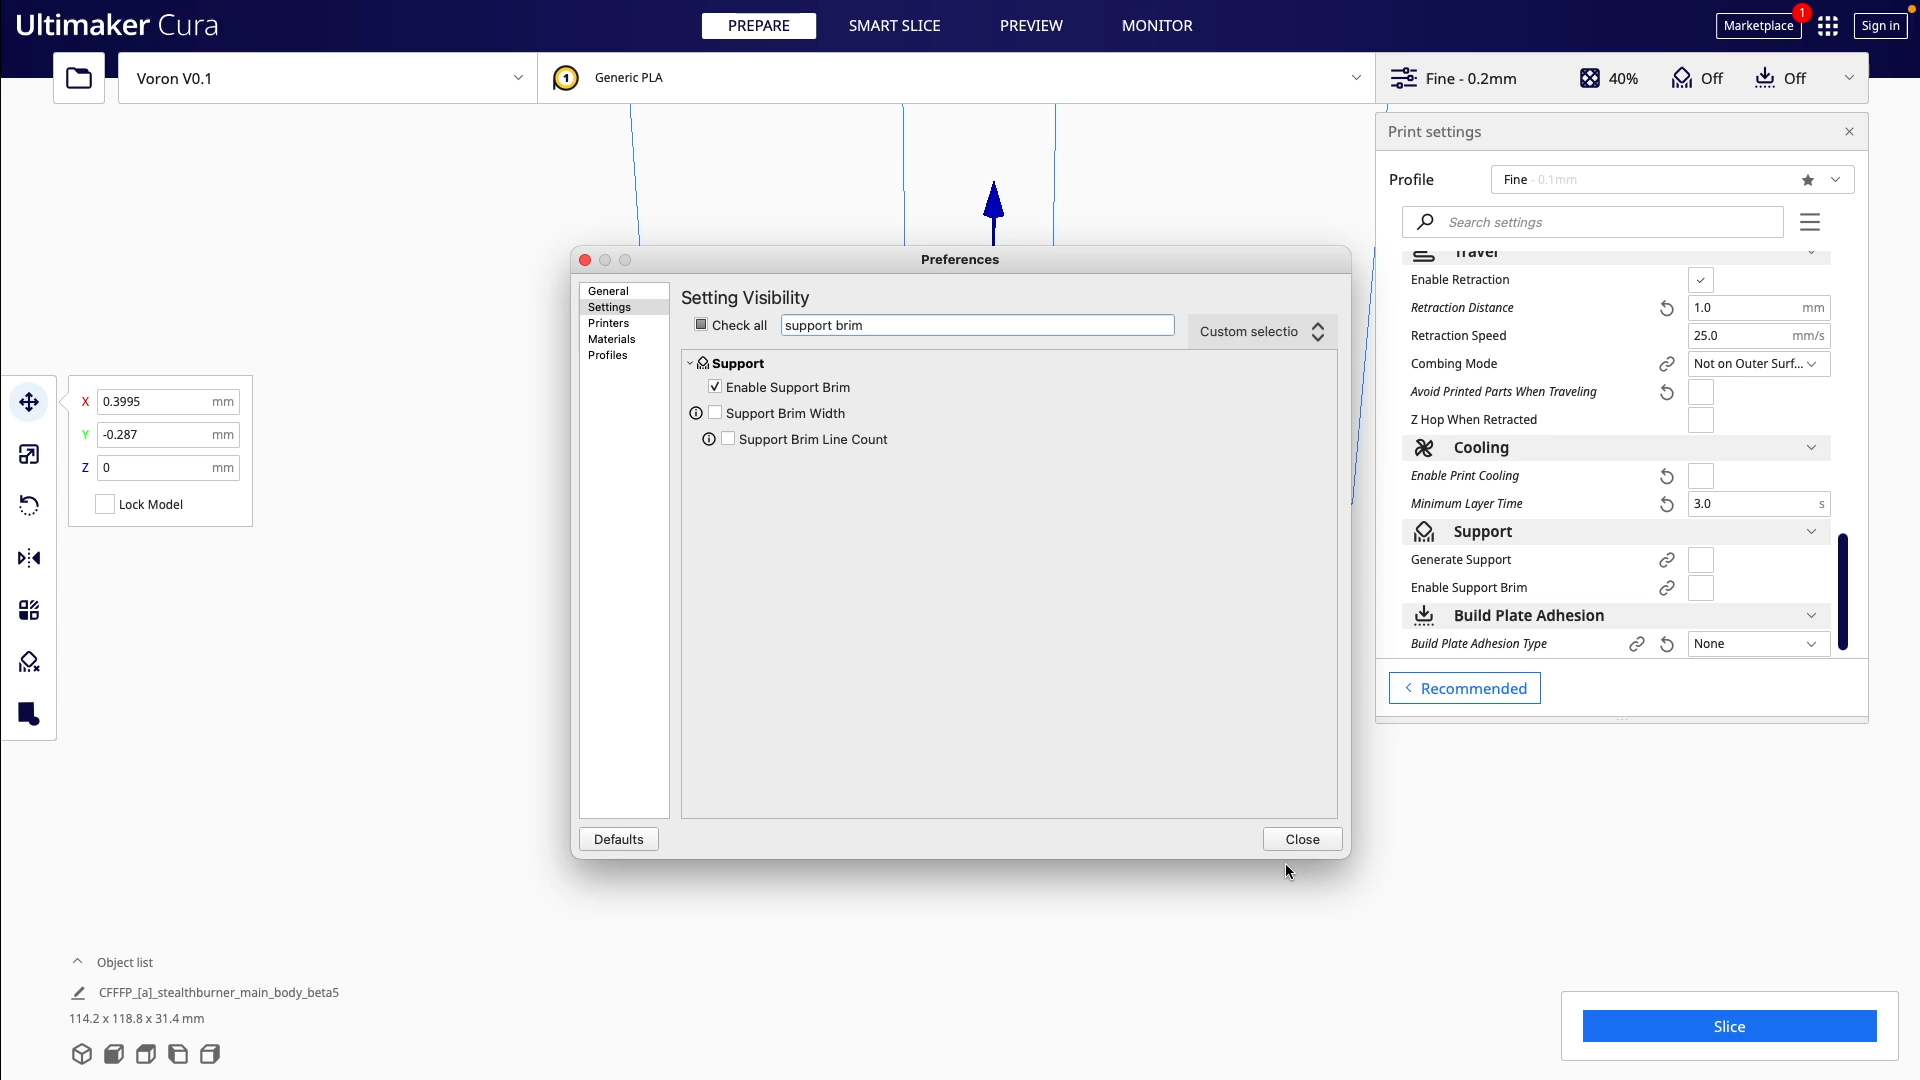 Ultimaker Cura
PREPARE
SMART SLICE
PREVIEW
MONITOR
Marketplace
1
Sign in
Voron V0.1
1
Generic PLA
Fine - 0.2mm
40%
Off
Off
Print settings
Profile
Fine - 0.1mm
Search settings
Travel
Enable Retraction
Retraction Distance
1.0 mm
Retraction Speed
25.0 mm/s
Combing Mode
Not on Outer Surf...
Avoid Printed Parts When Traveling
Z Hop When Retracted
Cooling
Enable Print Cooling
Minimum Layer Time
3.0 s
Support
Generate Support
Enable Support Brim
Build Plate Adhesion
Build Plate Adhesion Type
None
Recommended
Preferences
General
Settings
Printers
Materials
Profiles
Setting Visibility
Check all
support brim
Custom selectio
Support
Enable Support Brim
Support Brim Width
Support Brim Line Count
Defaults
Close
X 0.3995 mm
Y -0.287 mm
Z 0 mm
Lock Model
Object list
CFFFP_[a]_stealthburner_main_body_beta5
114.2 x 118.8 x 31.4 mm
Slice